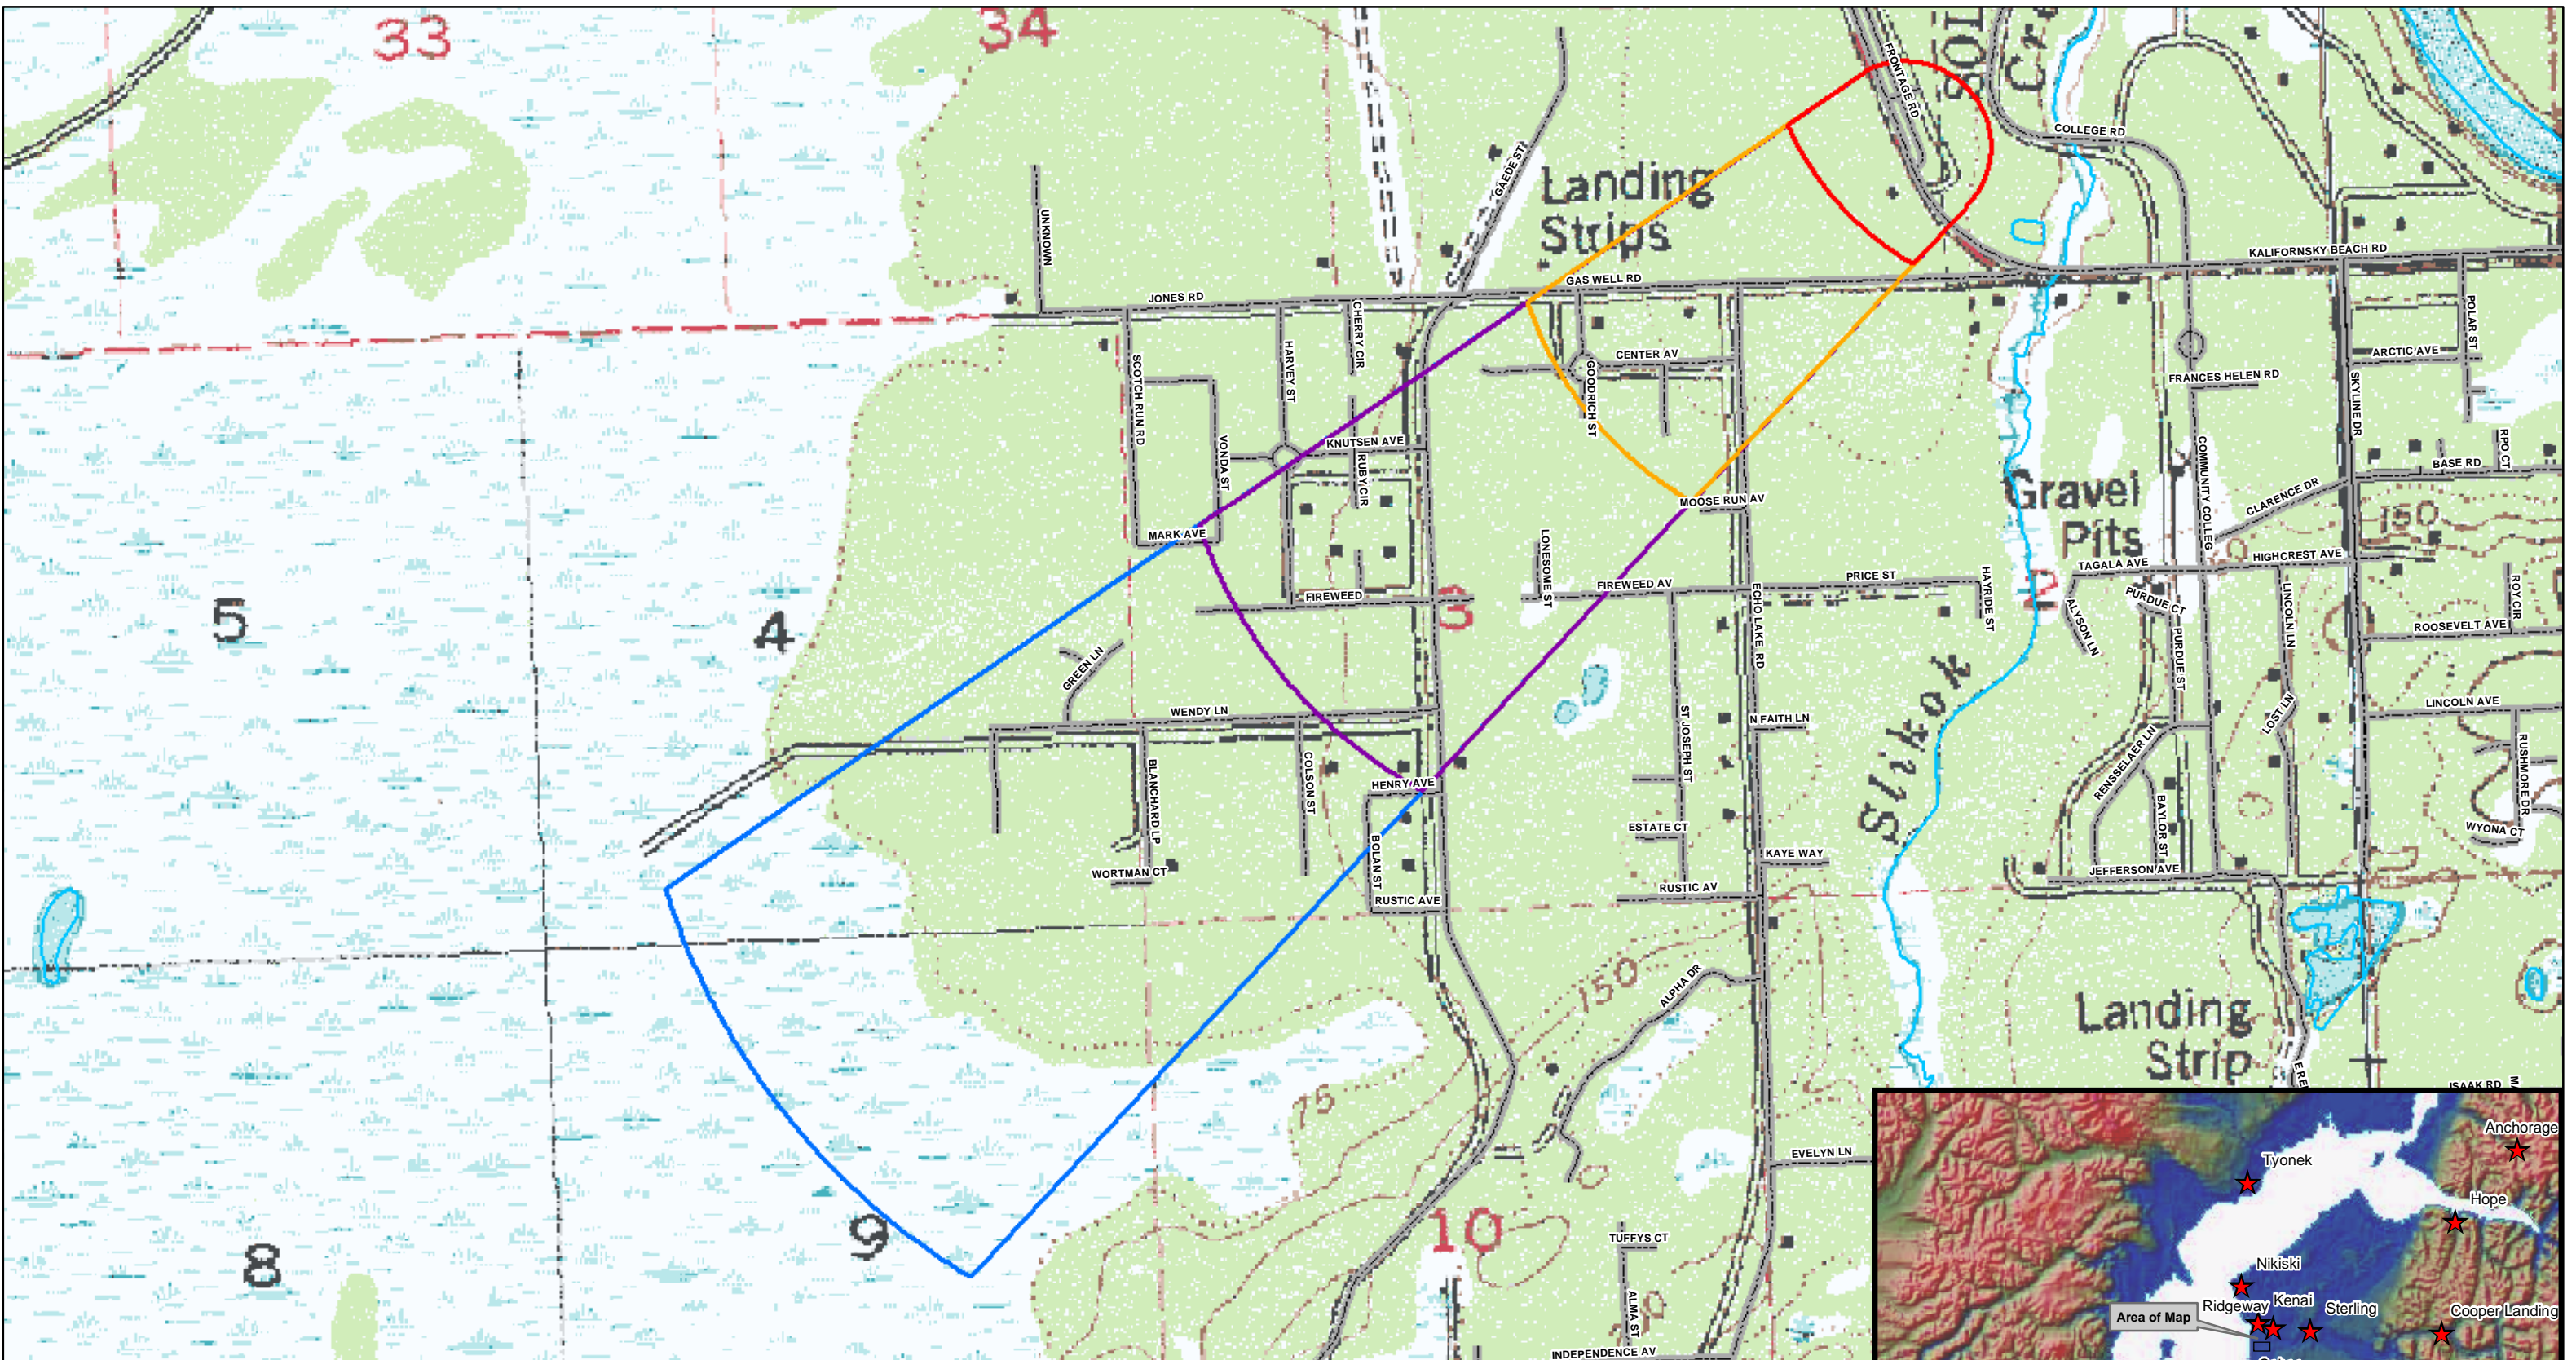 33
34
FRONTAGE RD
SOL
Cr
COLLEGE RD
GAEDE ST
Landing
Strips
UNKNOWN
KALIFORNSKY BEACH RD
GAS WELL RD
JONES RD
CHERRY CIR
POLAR ST
SCOTCH RUN RD
HARVEY ST
CENTER AV
GOODRICH ST
ARCTIC AVE
FRANCES HELEN RD
SKYLINE DR
VONDA ST
KNUTSEN AVE
RUBY CIR
COMMUNITY COLLEG
RPO CT
BASE RD
Gravel
Pits
CLARENCE DR
MOOSE RUN AV
150
MARK AVE
LONESOME ST
HIGHCREST AVE
TAGALA AVE
FIREWEED
FIREWEED AV
PRICE ST
HAYRIDE ST
ECHO LAKE RD
5
4
3
2
ALYSON LN
PURDUE CT
PURDUE ST
LINCOLN LN
ROY CIR
ROOSEVELT AVE
GREEN LN
WENDY LN
ST JOSEPH ST
N FAITH LN
Slikok
LOST LN
LINCOLN AVE
RENSSELAER LN
RUSHMORE DR
BLANCHARD LP
COLSON ST
HENRY AVE
BOLAN ST
ESTATE CT
BAYLOR ST
WYONA CT
KAYE WAY
WORTMAN CT
JEFFERSON AVE
RUSTIC AVE
RUSTIC AV
150
ALPHA DR
Landing
Strip
E REI
ISAAK RD
75
EVELYN LN
8
9
10
TUFFYS CT
ALMA ST
INDEPENDENCE AV
Anchorage
Tyonek
Hope
Nikiski
Ridgeway
Kenai
Sterling
Cooper Landing
Area of Map